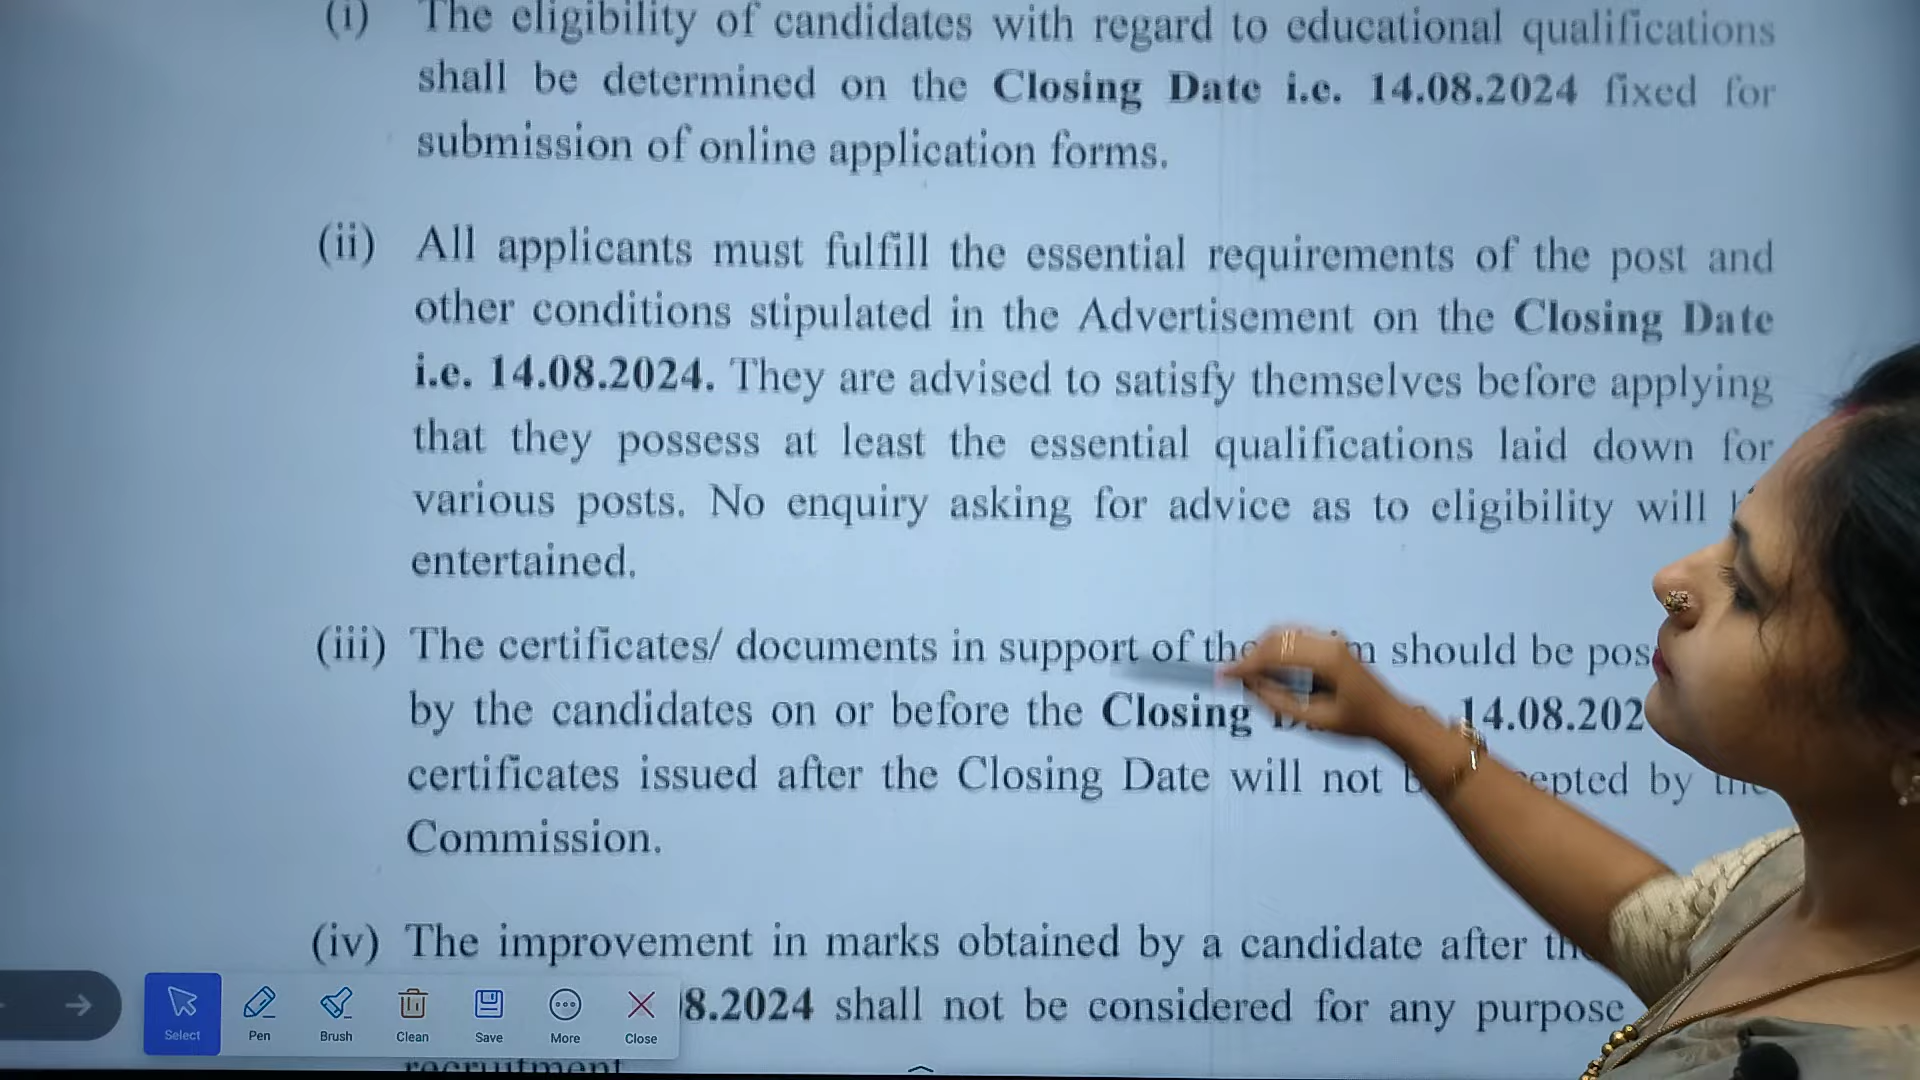 (i) The eligibility of candidates with regard to educational qualifications
shall be determined on the Closing Date i.e. 14.08.2024 fixed for
submission of online application forms.
(ii) All applicants must fulfill the essential requirements of the post and
other conditions stipulated in the Advertisement on the Closing Date
i.e. 14.08.2024. They are advised to satisfy themselves before applying
that they possess at least the essential qualifications laid down for
various posts. No enquiry asking for advice as to eligibility will
entertained.
(iii) The certificates/ documents in support of the should be
by the candidates on or before the Closing 14.08.202
certificates issued after the Closing Date will not by the
Commission.
(iv) The improvement in marks obtained by a candidate after
8.2024 shall not be considered for any purpose
recruitment
Select Pen Brush Clean Save More Close